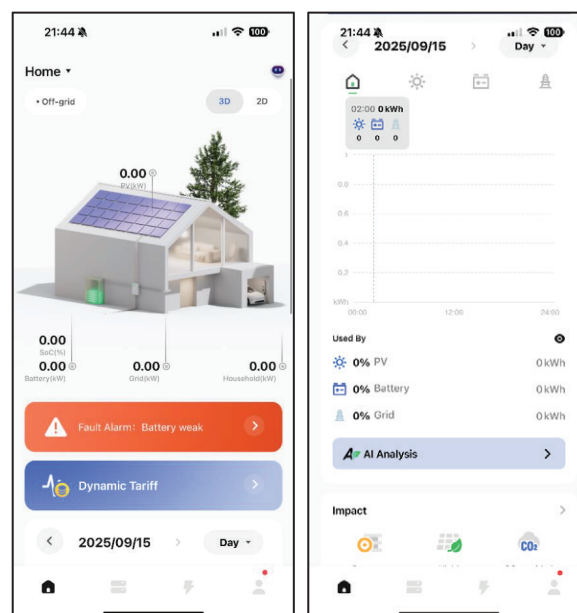 21:44
100
Home
• Off-grid
3D 2D
0.00
PV(kW)
0.00
SoC(%)
0.00 0.00 0.00
Battery(kW) Grid(kW) Household(kW)
Fault Alarm: Battery weak
Dynamic Tariff
2025/09/15 Day
21:44
100
2025/09/15 Day
02:00 0 kWh
0 0 0
1
0.8
0.6
0.4
0.2
kWh
00:00 12:00 24:00
Used By
0% PV 0 kWh
0% Battery 0 kWh
0% Grid 0 kWh
AI Analysis
Impact
CO₂